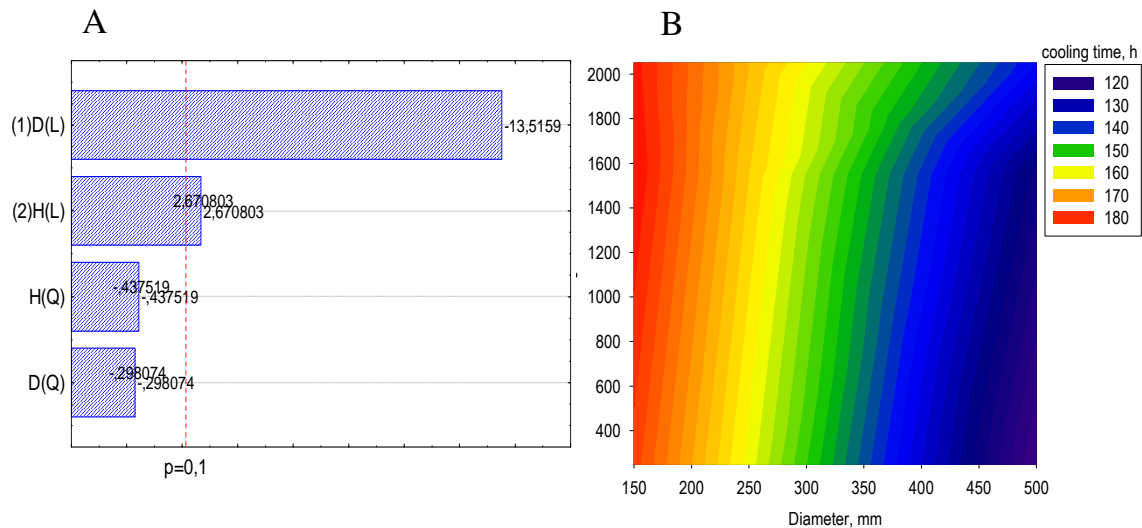 A
(1)D(L)
-13,5159
(2)H(L)
2,670803
2,670803
H(Q)
-,437519
-,437519
D(Q)
-,298074
-,298074
p=0,1
B
cooling time, h
120
130
140
150
160
170
180
2000
1800
1600
1400
1200
1000
800
600
400
150 200 250 300 350 400 450 500
Diameter, mm